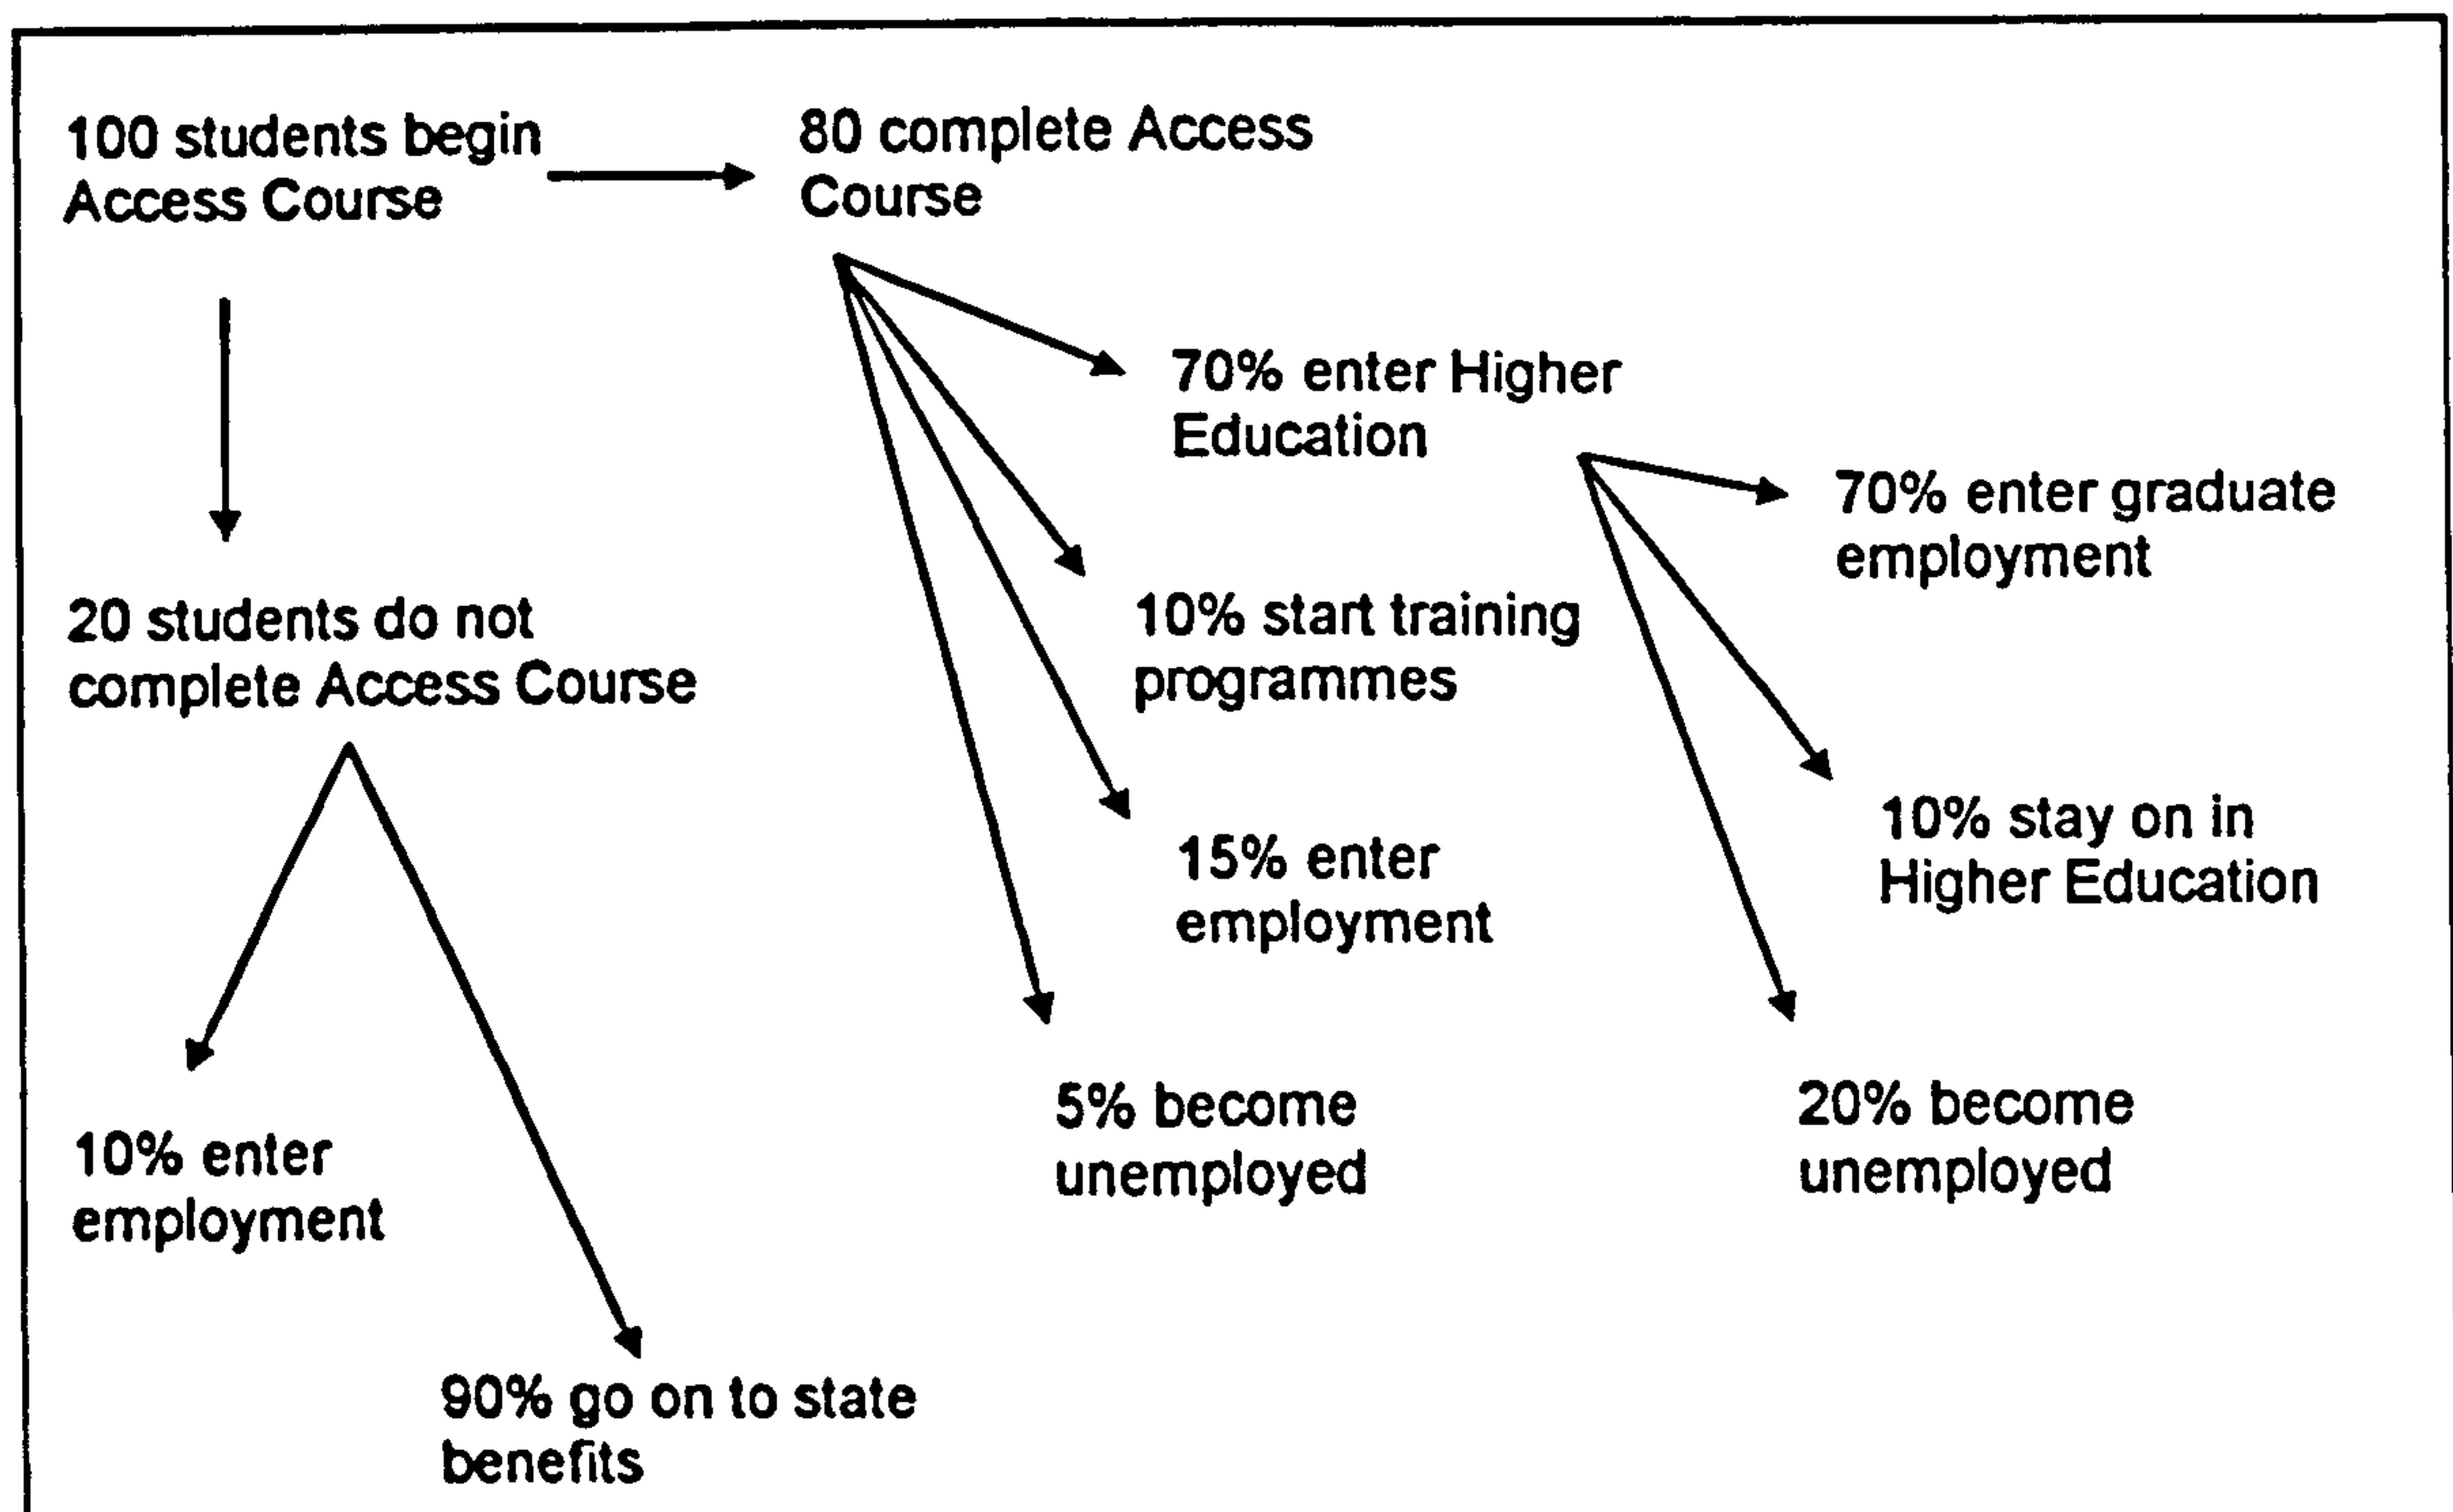 100 students begin
Access Course
80 complete Access
Course
70% enter Higher
Education
70% enter graduate
employment
20 students do not
complete Access Course
10% start training
programmes
10% stay on in
Higher Education
15% enter
employment
5% become
unemployed
20% become
unemployed
10% enter
employment
90% go on to state
benefits